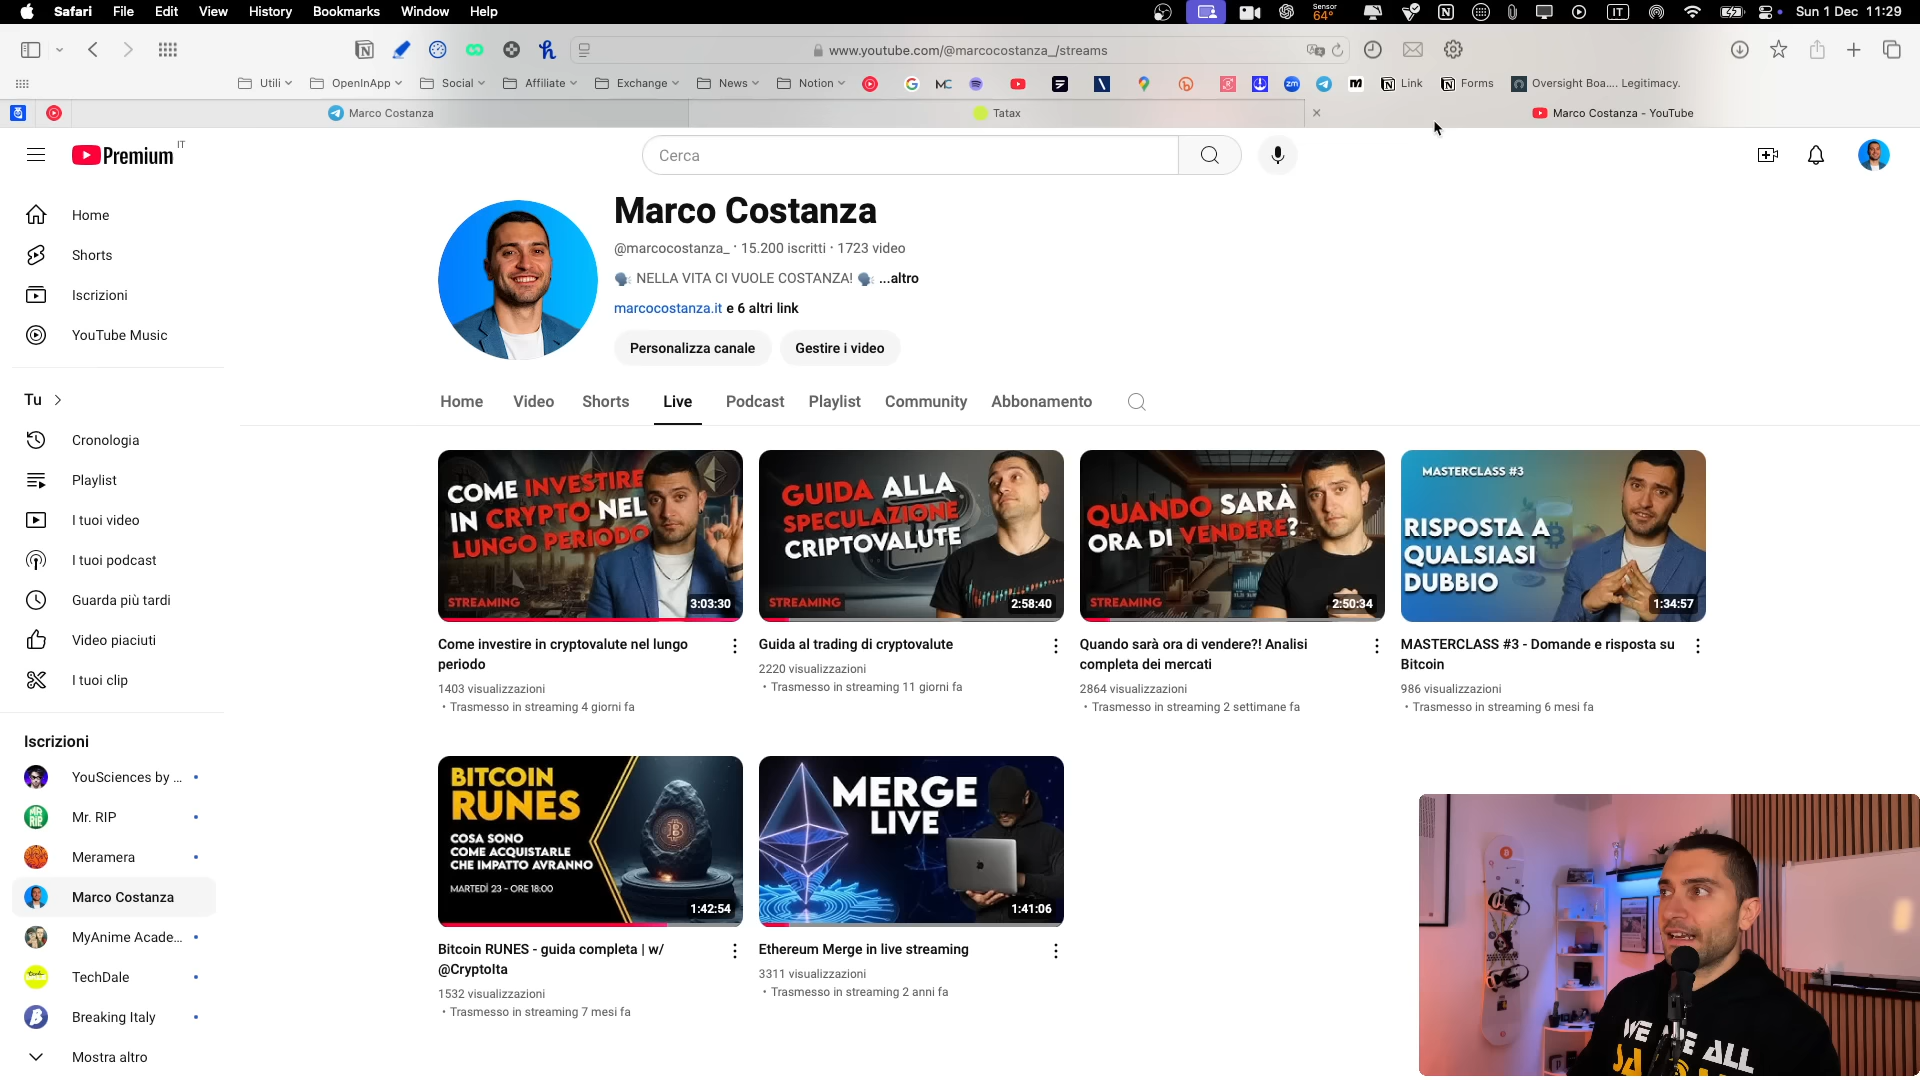 Safari File Edit View History Bookmarks Window Help
Sensor
64°
IT
Sun 1 Dec 11:29
www.youtube.com/@marcocostanza_/streams
Utili OpenInApp Social Affiliate Exchange News Notion
Link Forms Oversight Boa.... Legitimacy.
Marco Costanza
Tatax
Marco Costanza - YouTube
Premium IT
Cerca
Home
Shorts
Iscrizioni
YouTube Music
Tu
Cronologia
Playlist
I tuoi video
I tuoi podcast
Guarda più tardi
Video piaciuti
I tuoi clip
Iscrizioni
YouSciences by ...
Mr. RIP
Meramera
Marco Costanza
MyAnime Acade...
TechDale
Breaking Italy
Mostra altro
Marco Costanza
@marcocostanza_ · 15.200 iscritti · 1723 video
NELLA VITA CI VUOLE COSTANZA! ...altro
marcocostanza.it e 6 altri link
Personalizza canale
Gestire i video
Home Video Shorts Live Podcast Playlist Community Abbonamento
COME INVESTIRE
IN CRYPTO NEL
LUNGO PERIODO
STREAMING
3:03:30
Come investire in cryptovalute nel lungo
periodo
1403 visualizzazioni
• Trasmesso in streaming 4 giorni fa
GUIDA ALLA
SPECULAZIONE
CRIPTOVALUTE
STREAMING
2:58:40
Guida al trading di cryptovalute
2220 visualizzazioni
• Trasmesso in streaming 11 giorni fa
QUANDO SARÀ
ORA DI VENDERE?
STREAMING
2:50:34
Quando sarà ora di vendere?! Analisi
completa dei mercati
2864 visualizzazioni
• Trasmesso in streaming 2 settimane fa
MASTERCLASS #3
RISPOSTA A
QUALSIASI
DUBBIO
1:34:57
MASTERCLASS #3 - Domande e risposta su
Bitcoin
986 visualizzazioni
• Trasmesso in streaming 6 mesi fa
BITCOIN
RUNES
COSA SONO
COME ACQUISTARLE
CHE IMPATTO AVRANNO
MARTEDÌ 23 - ORE 18:00
1:42:54
Bitcoin RUNES - guida completa | w/
@CryptoIta
1532 visualizzazioni
• Trasmesso in streaming 7 mesi fa
MERGE
LIVE
1:41:06
Ethereum Merge in live streaming
3311 visualizzazioni
• Trasmesso in streaming 2 anni fa
WE ARE ALL